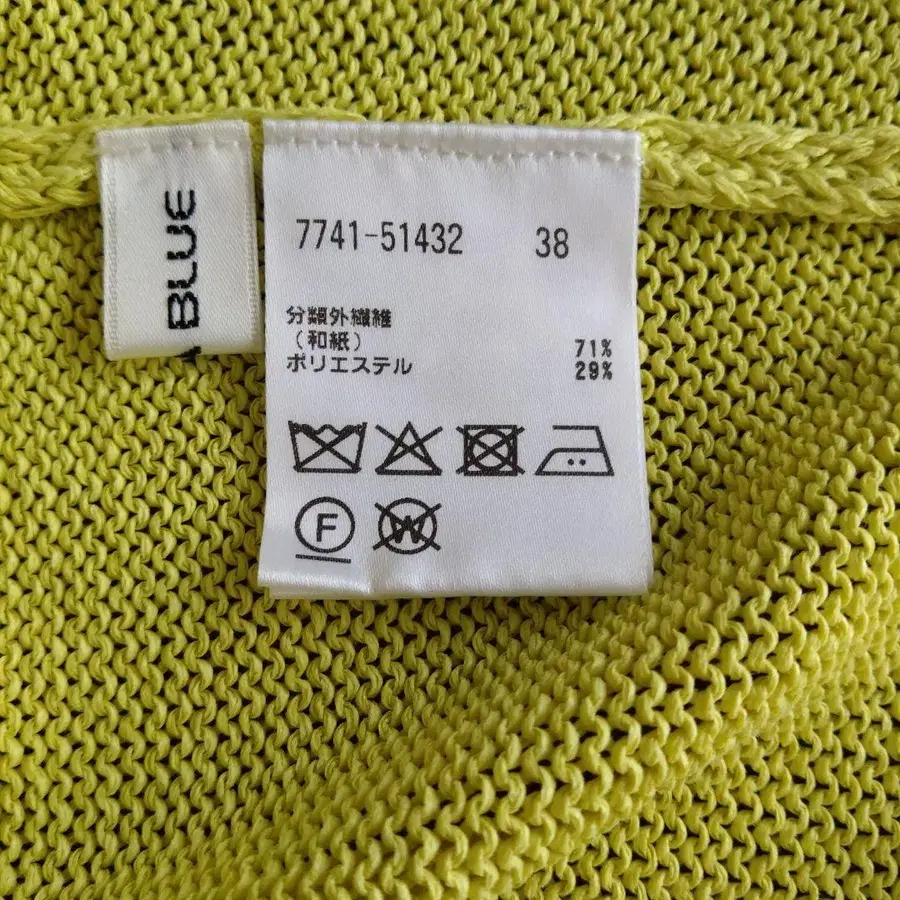 BLUE
7741-51432 38
分類外繊維
（和紙） 71%
ポリエステル 29%
F
W